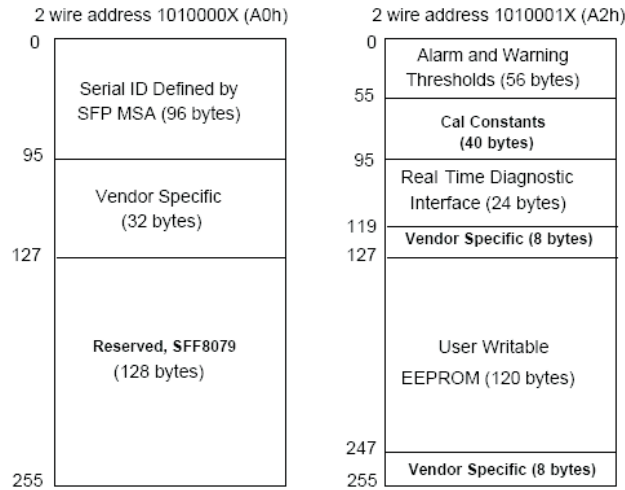 2 wire address 1010000X (A0h)
0
Serial ID Defined by
SFP MSA (96 bytes)
95
Vendor Specific
(32 bytes)
127
Reserved, SFF8079
(128 bytes)
255
2 wire address 1010001X (A2h)
0
Alarm and Warning
Thresholds (56 bytes)
55
Cal Constants
(40 bytes)
95
Real Time Diagnostic
Interface (24 bytes)
119
Vendor Specific (8 bytes)
127
User Writable
EEPROM (120 bytes)
247
Vendor Specific (8 bytes)
255